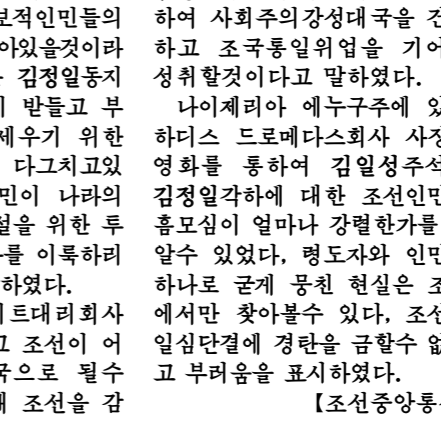 보적인민들의
아있을것이라
김정일동지
받들고 부
세우기 위한
다그치고있
민이 나라의
설을 위한 투
를 이룩하리
하였다.
이트대리회사
그 조선이 어
국으로 될수
조선을 감
하여 사회주의강성대국을 건
하고 조국통일위업을 기어
성취할것이다고 말하였다.
나이제리아 에누구주에 있
하디스 드로메다스회사 사장
영화를 통하여 김일성주석
김정일각하에 대한 조선인민
흠모심이 얼마나 강렬한가를
알수 있었다, 령도자와 인민
하나로 굳게 뭉친 현실은 조
에서만 찾아볼수 있다, 조선
일심단결에 경탄을 금할수 없
고 부러움을 표시하였다.
【조선중앙통